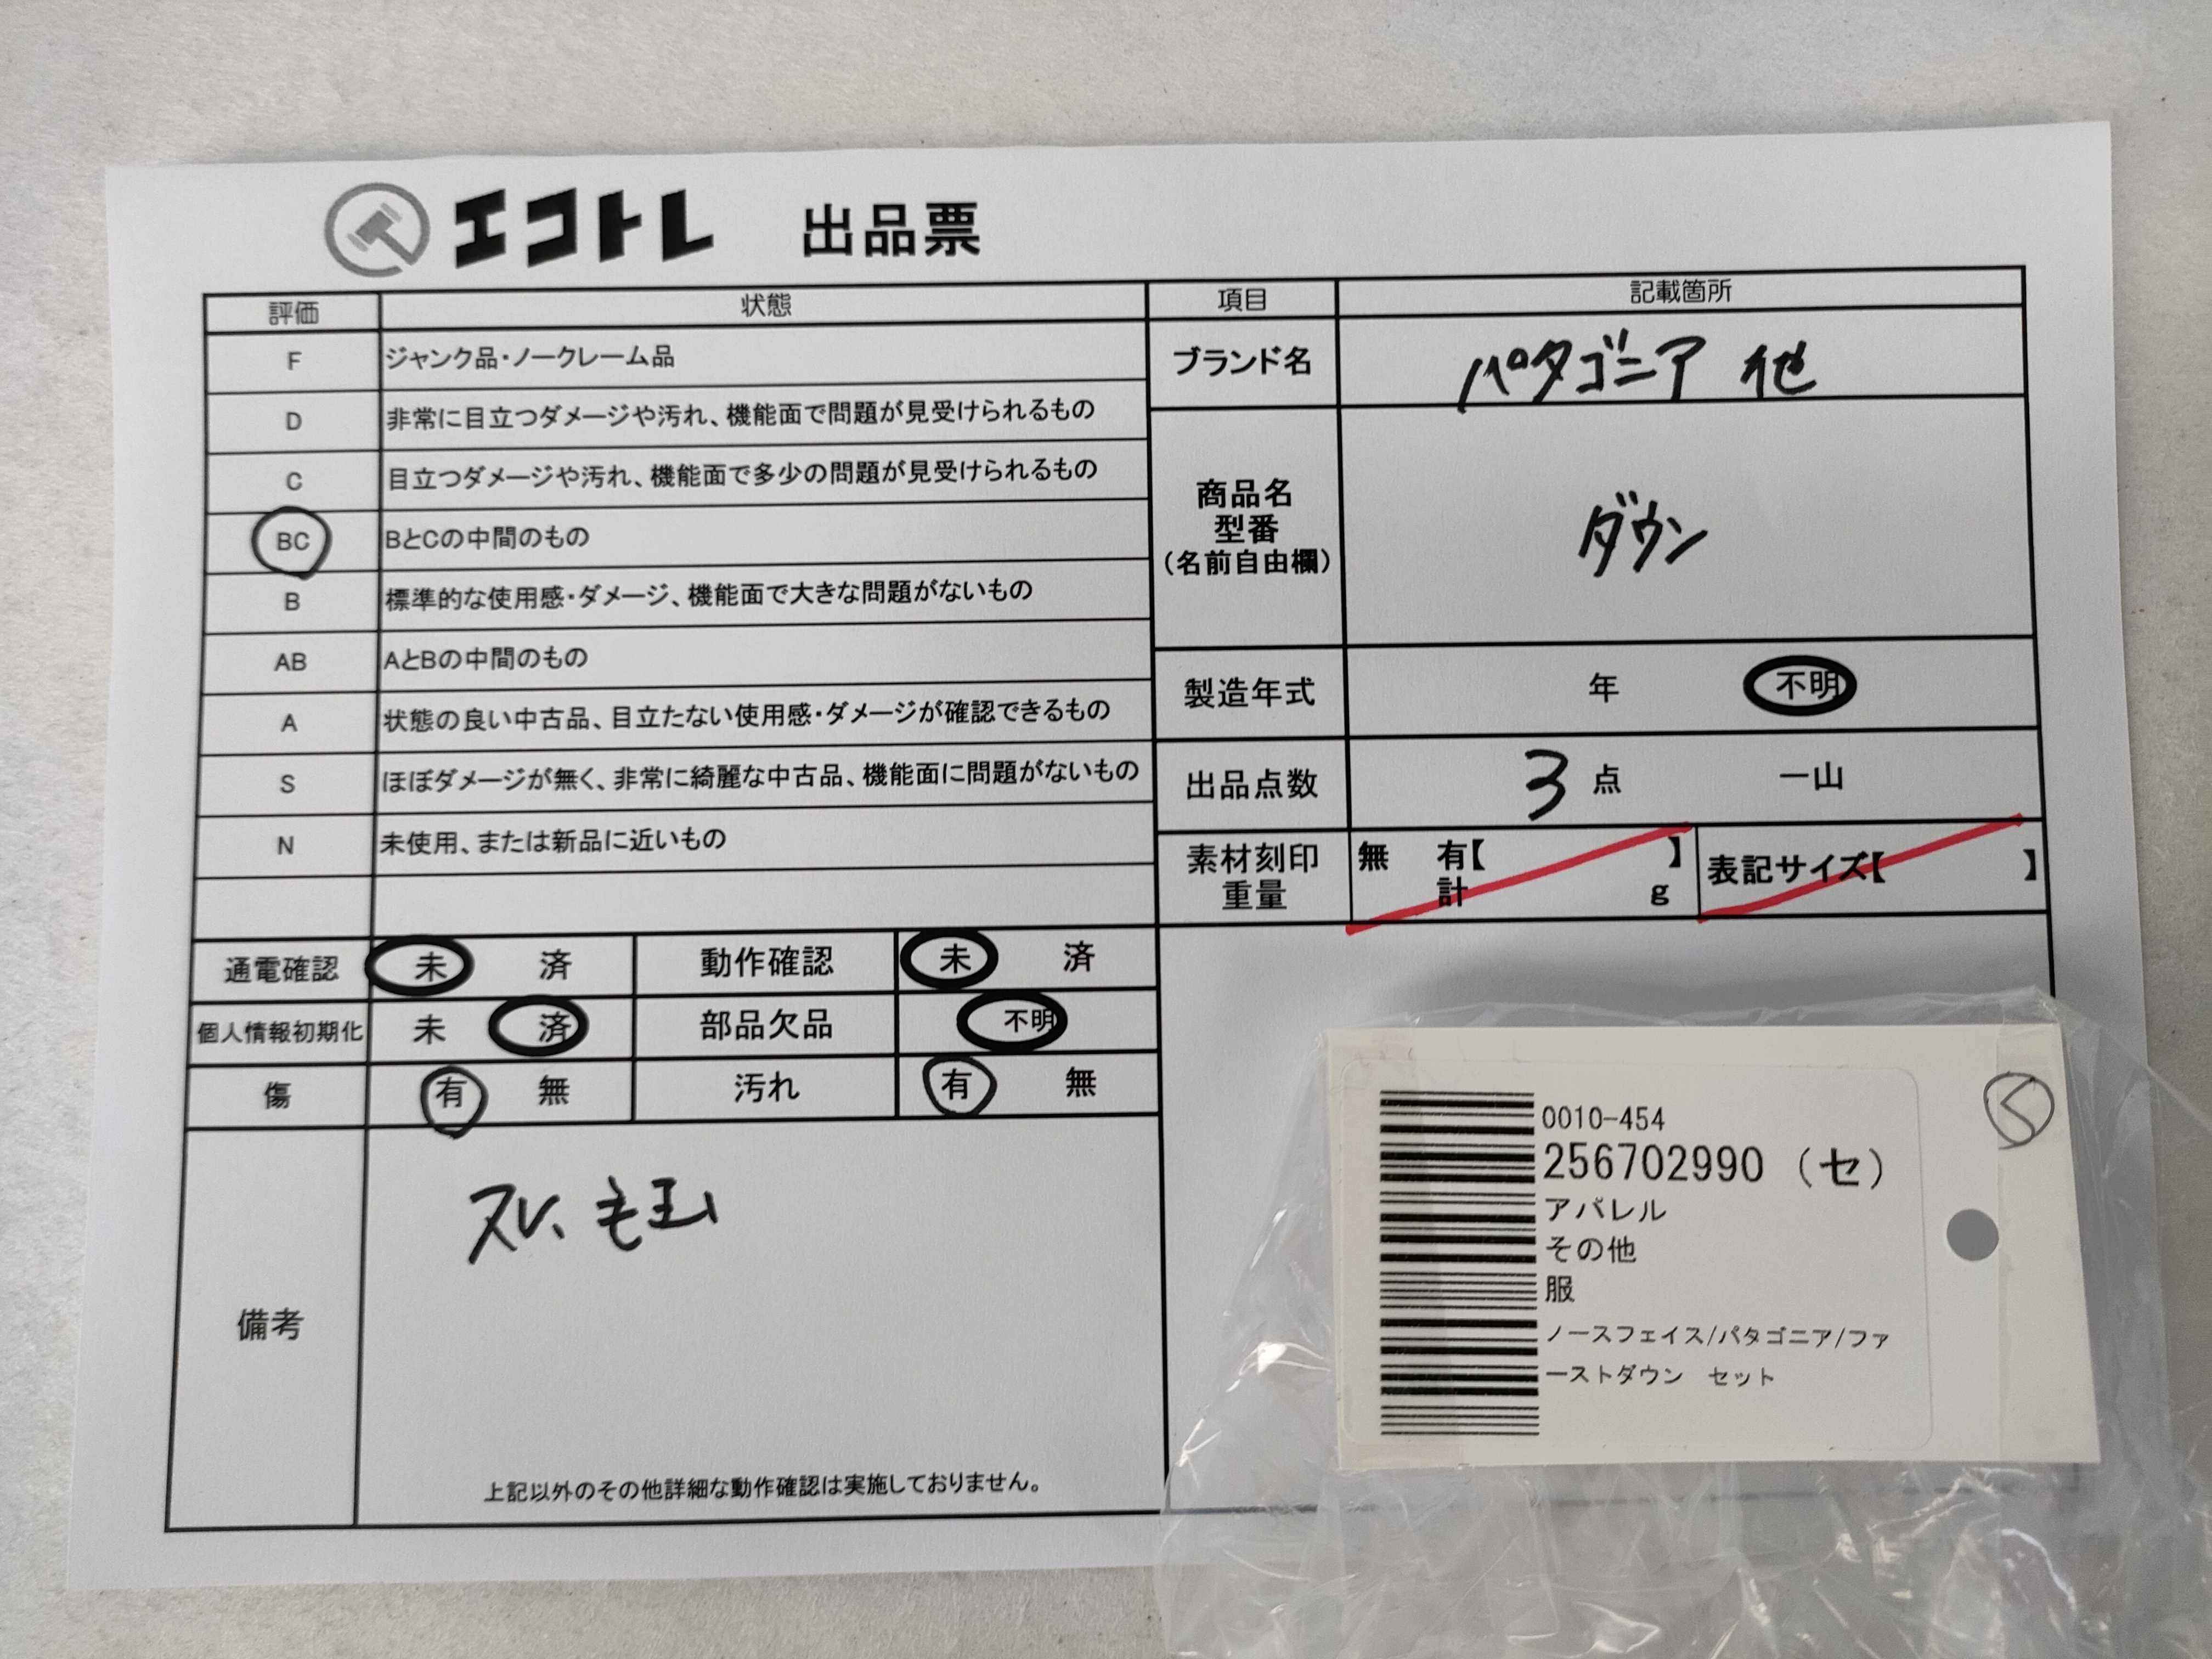 エコトレ 出品票
評価 状態
F ジャンク品・ノークレーム品
D 非常に目立つダメージや汚れ、機能面で問題が見受けられるもの
C 目立つダメージや汚れ、機能面で多少の問題が見受けられるもの
BC BとCの中間のもの
B 標準的な使用感・ダメージ、機能面で大きな問題がないもの
AB AとBの中間のもの
A 状態の良い中古品、目立たない使用感・ダメージが確認できるもの
S ほぼダメージが無く、非常に綺麗な中古品、機能面に問題がないもの
N 未使用、または新品に近いもの
項目 記載箇所
ブランド名 パタゴニア 他
商品名
型番
(名前自由欄)
ダウン
製造年式 年 不明
出品点数 3 点 一山
素材刻印
重量
無 有【 】
計 g
表記サイズ【 】
通電確認 未 済 動作確認 未 済
個人情報初期化 未 済 部品欠品 不明
傷 有 無 汚れ 有 無
備考
スレ、毛玉
上記以外のその他詳細な動作確認は実施しておりません。
0010-454
256702990 (セ)
アパレル
その他
服
ノースフェイス/パタゴニア/ファ
ーストダウン セット
S